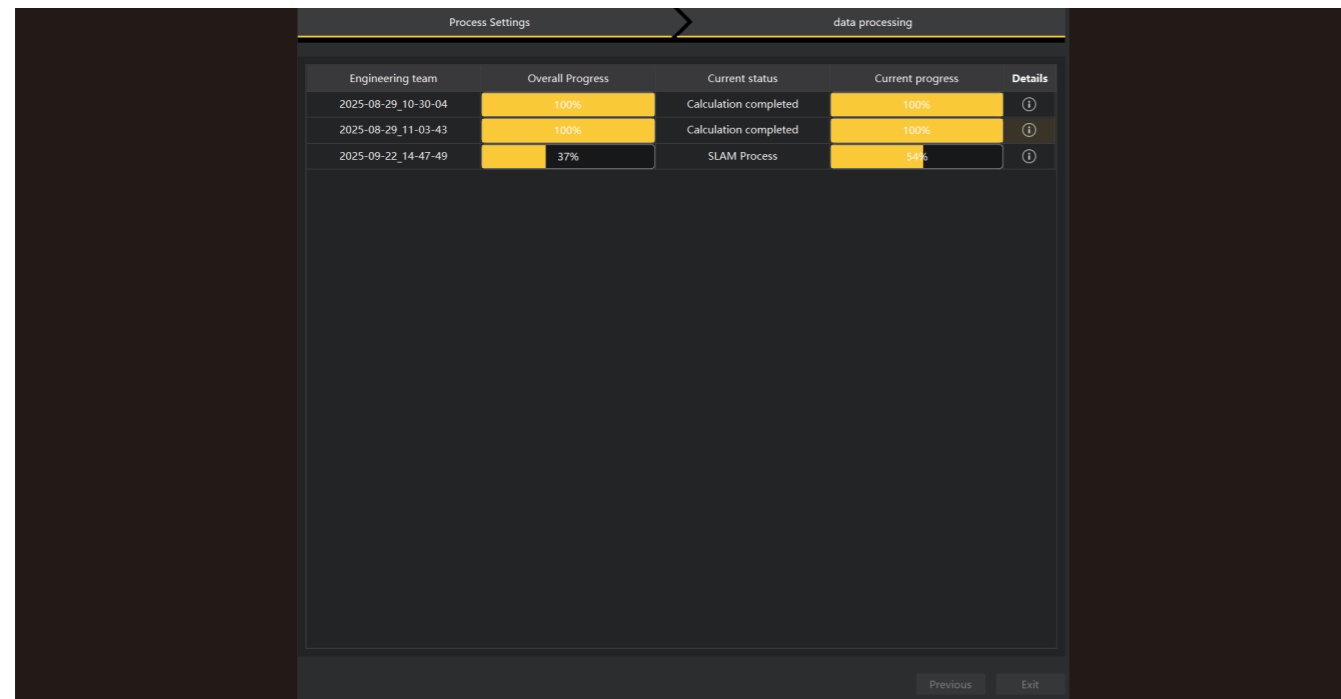 Process Settings data processing
Engineering team Overall Progress Current status Current progress Details
2025-08-29_10-30-04 100% Calculation completed 100%
2025-08-29_11-03-43 100% Calculation completed 100%
2025-09-22_14-47-49 37% SLAM Process 54%
Previous Exit